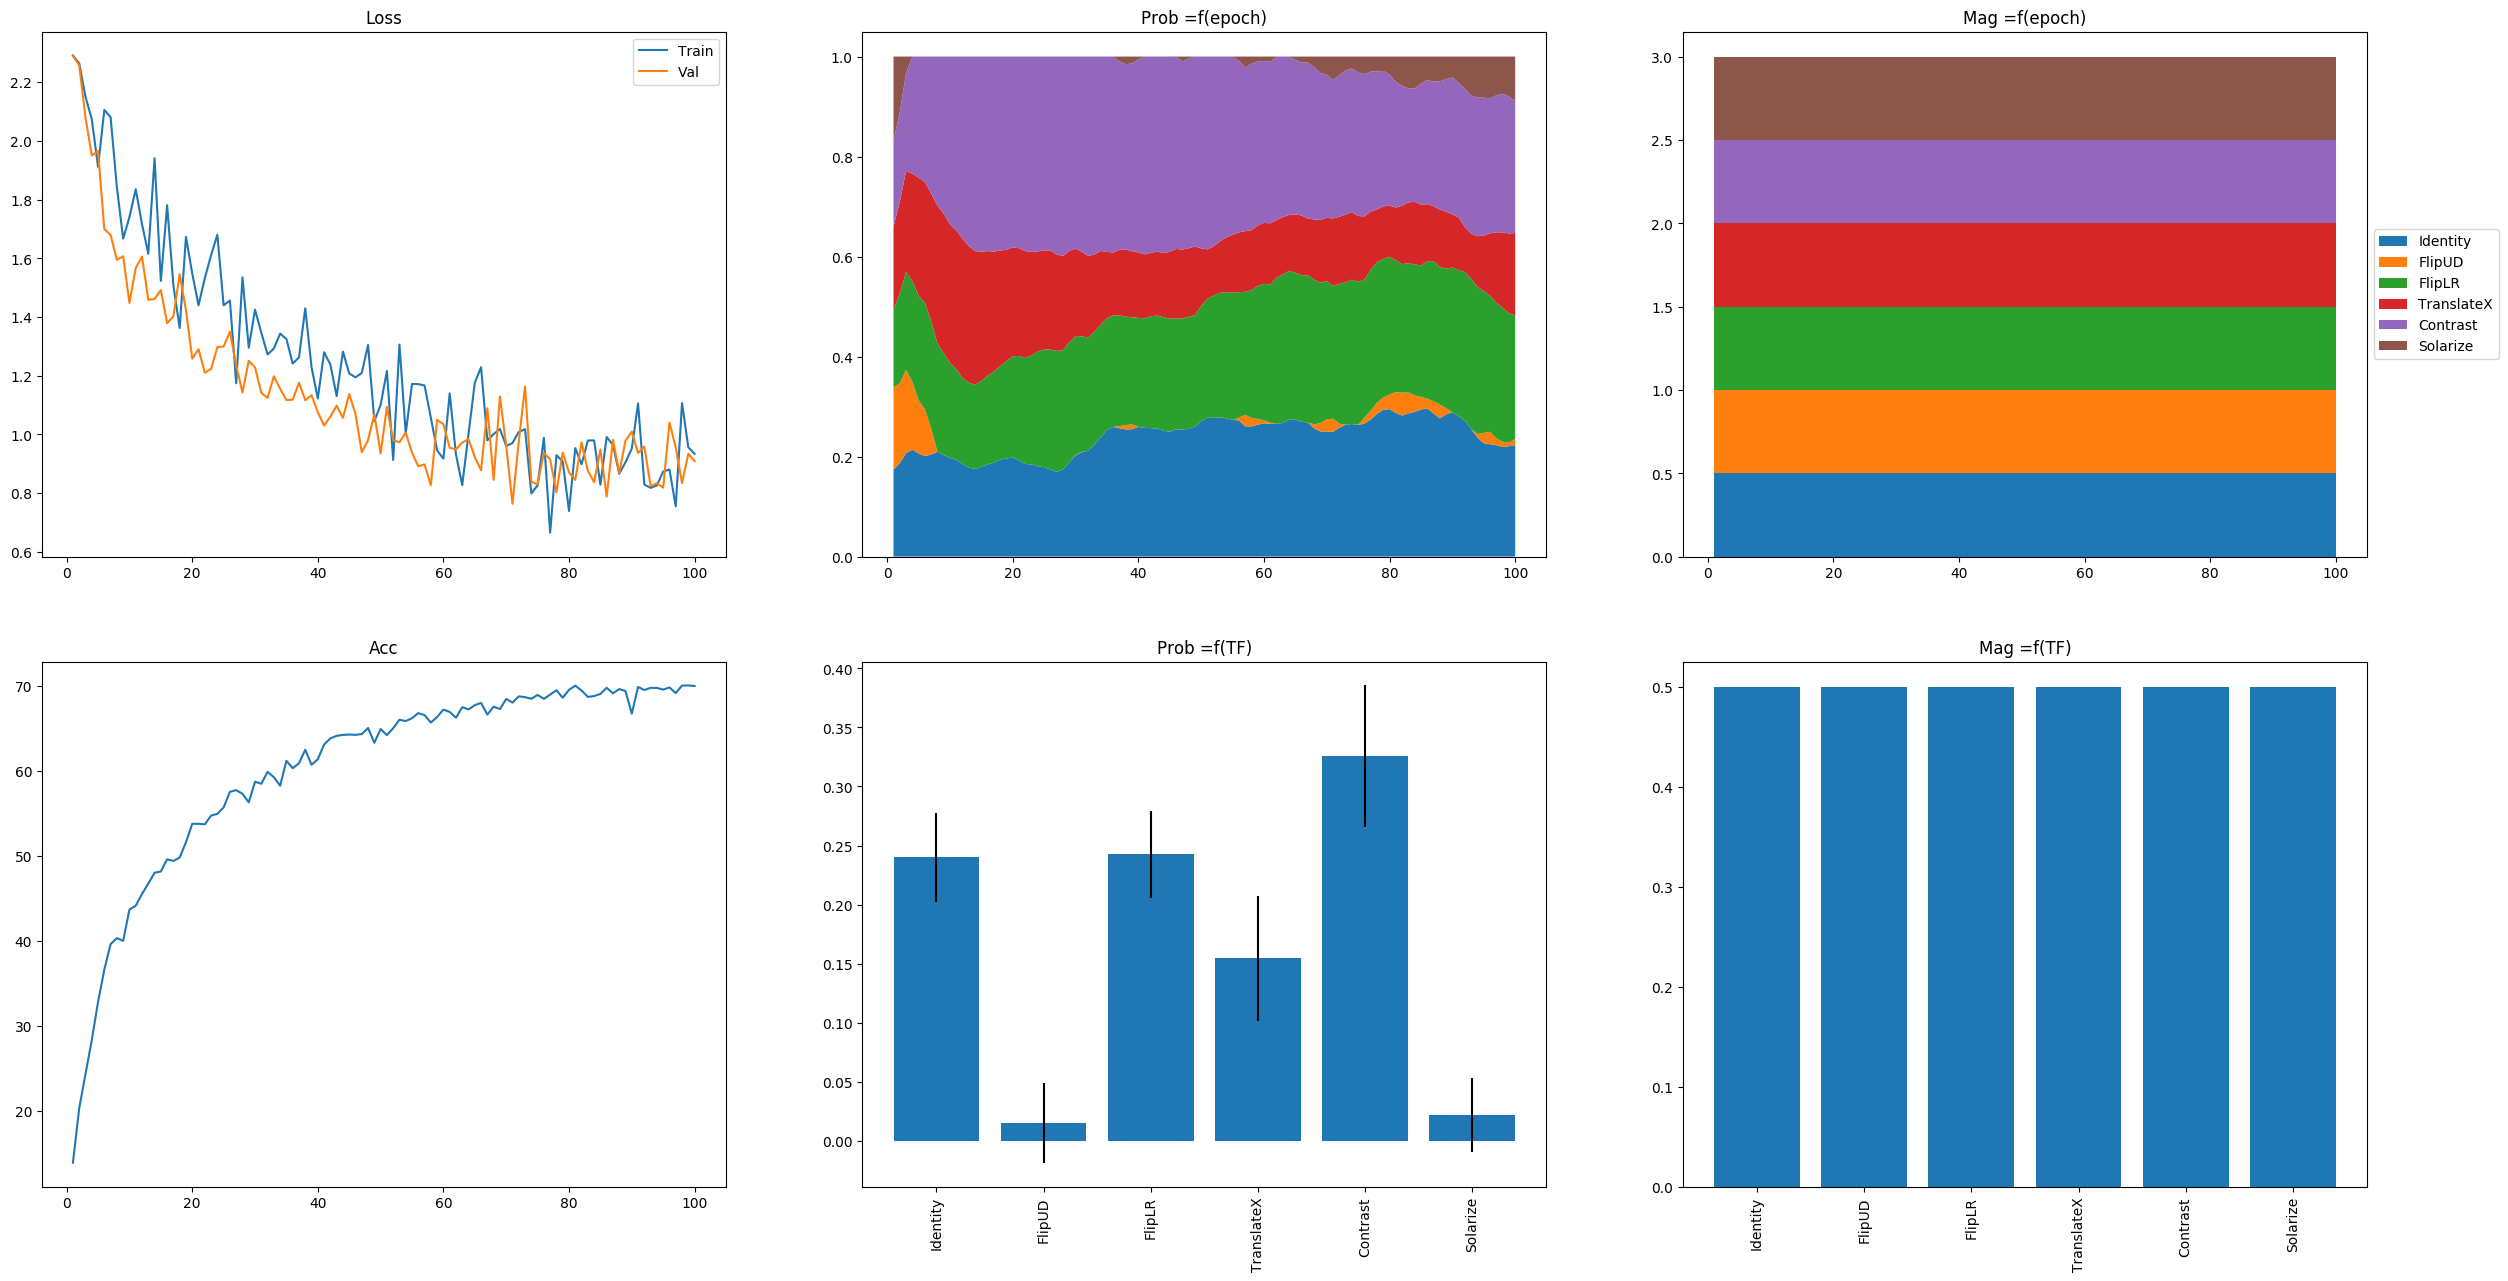 Loss
2.2
2.0
1.8
1.6
1.4
1.2
1.0
0.8
0.6
0 20 40 60 80 100
Train
Val
Prob =f(epoch)
1.0
0.8
0.6
0.4
0.2
0.0
0 20 40 60 80 100
Mag =f(epoch)
3.0
2.5
2.0
1.5
1.0
0.5
0.0
0 20 40 60 80 100
Identity
FlipUD
FlipLR
TranslateX
Contrast
Solarize
Acc
70
60
50
40
30
20
0 20 40 60 80 100
Prob =f(TF)
0.40
0.35
0.30
0.25
0.20
0.15
0.10
0.05
0.00
Identity
FlipUD
FlipLR
TranslateX
Contrast
Solarize
Mag =f(TF)
0.5
0.4
0.3
0.2
0.1
0.0
Identity
FlipUD
FlipLR
TranslateX
Contrast
Solarize